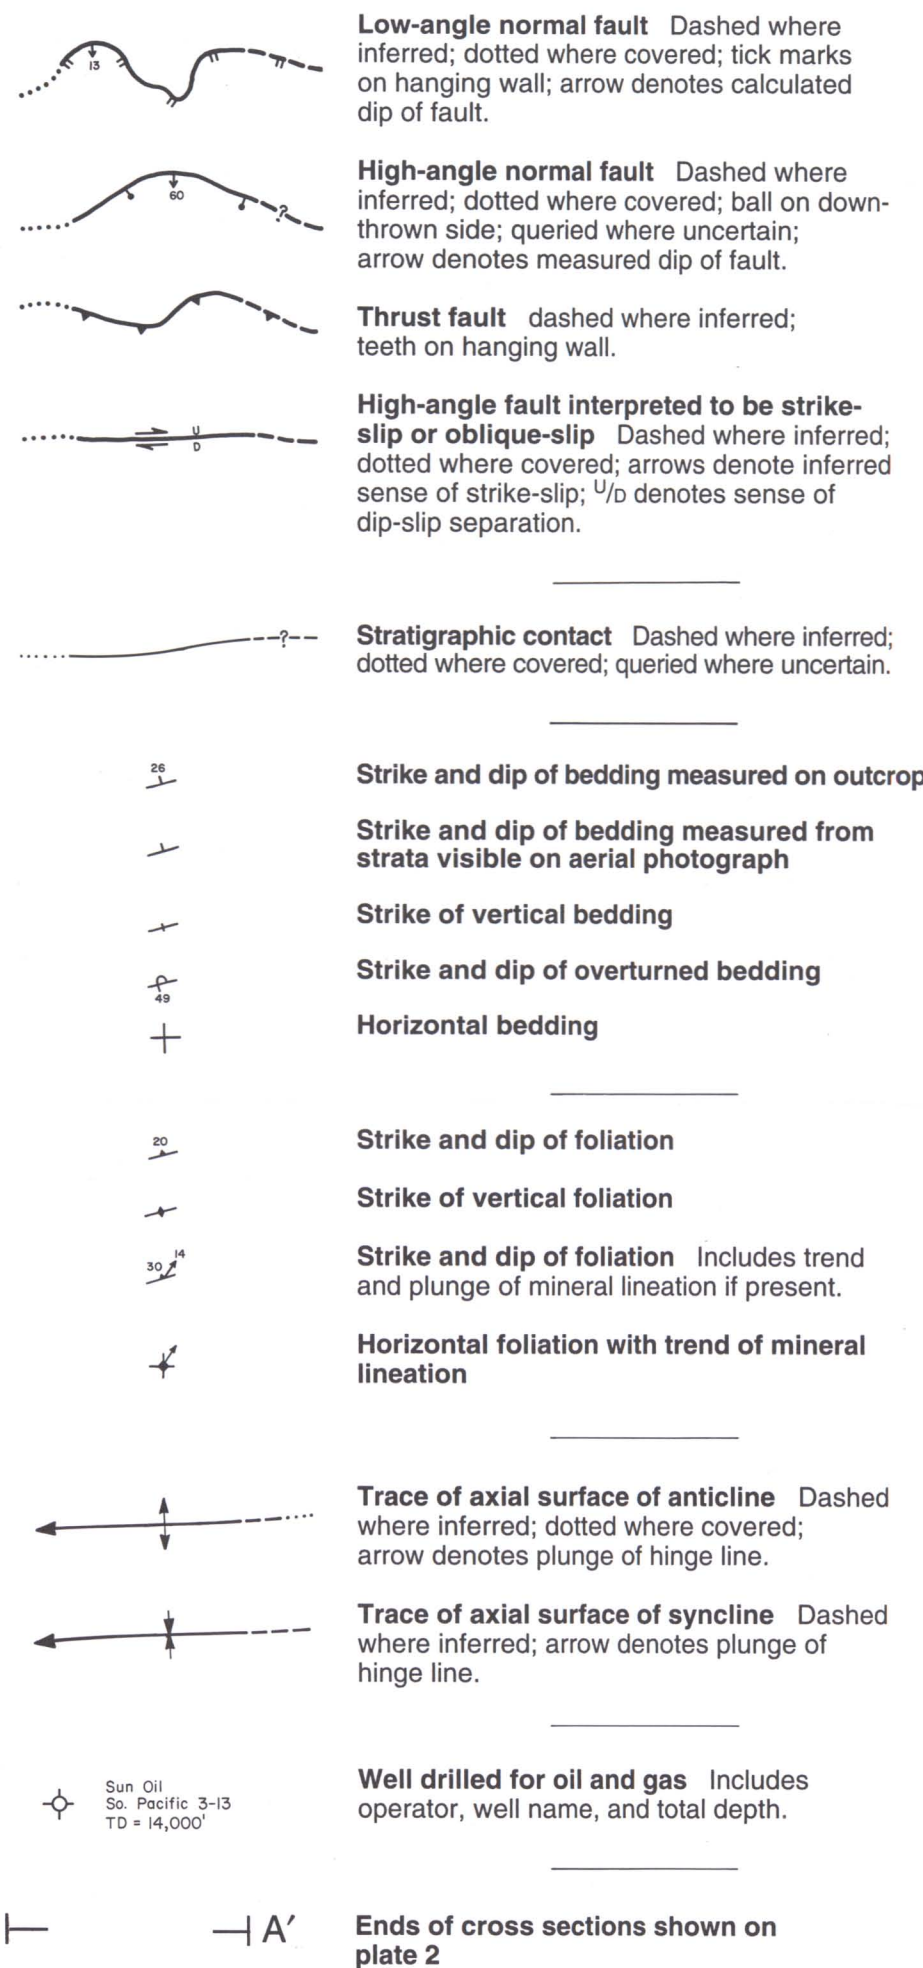 Low-angle normal fault Dashed where
inferred; dotted where covered; tick marks
on hanging wall; arrow denotes calculated
dip of fault.
13
High-angle normal fault Dashed where
inferred; dotted where covered; ball on down-
thrown side; queried where uncertain;
arrow denotes measured dip of fault.
60
?
Thrust fault dashed where inferred;
teeth on hanging wall.
High-angle fault interpreted to be strike-
slip or oblique-slip Dashed where inferred;
dotted where covered; arrows denote inferred
sense of strike-slip; U/D denotes sense of
dip-slip separation.
U
D
?
Stratigraphic contact Dashed where inferred;
dotted where covered; queried where uncertain.
26
Strike and dip of bedding measured on outcrop
Strike and dip of bedding measured from
strata visible on aerial photograph
Strike of vertical bedding
Strike and dip of overturned bedding
49
Horizontal bedding
20
Strike and dip of foliation
Strike of vertical foliation
30 14
Strike and dip of foliation Includes trend
and plunge of mineral lineation if present.
Horizontal foliation with trend of mineral
lineation
Trace of axial surface of anticline Dashed
where inferred; dotted where covered;
arrow denotes plunge of hinge line.
Trace of axial surface of syncline Dashed
where inferred; arrow denotes plunge of
hinge line.
Sun Oil
So. Pacific 3-13
TD = 14,000'
Well drilled for oil and gas Includes
operator, well name, and total depth.
A′
Ends of cross sections shown on
plate 2